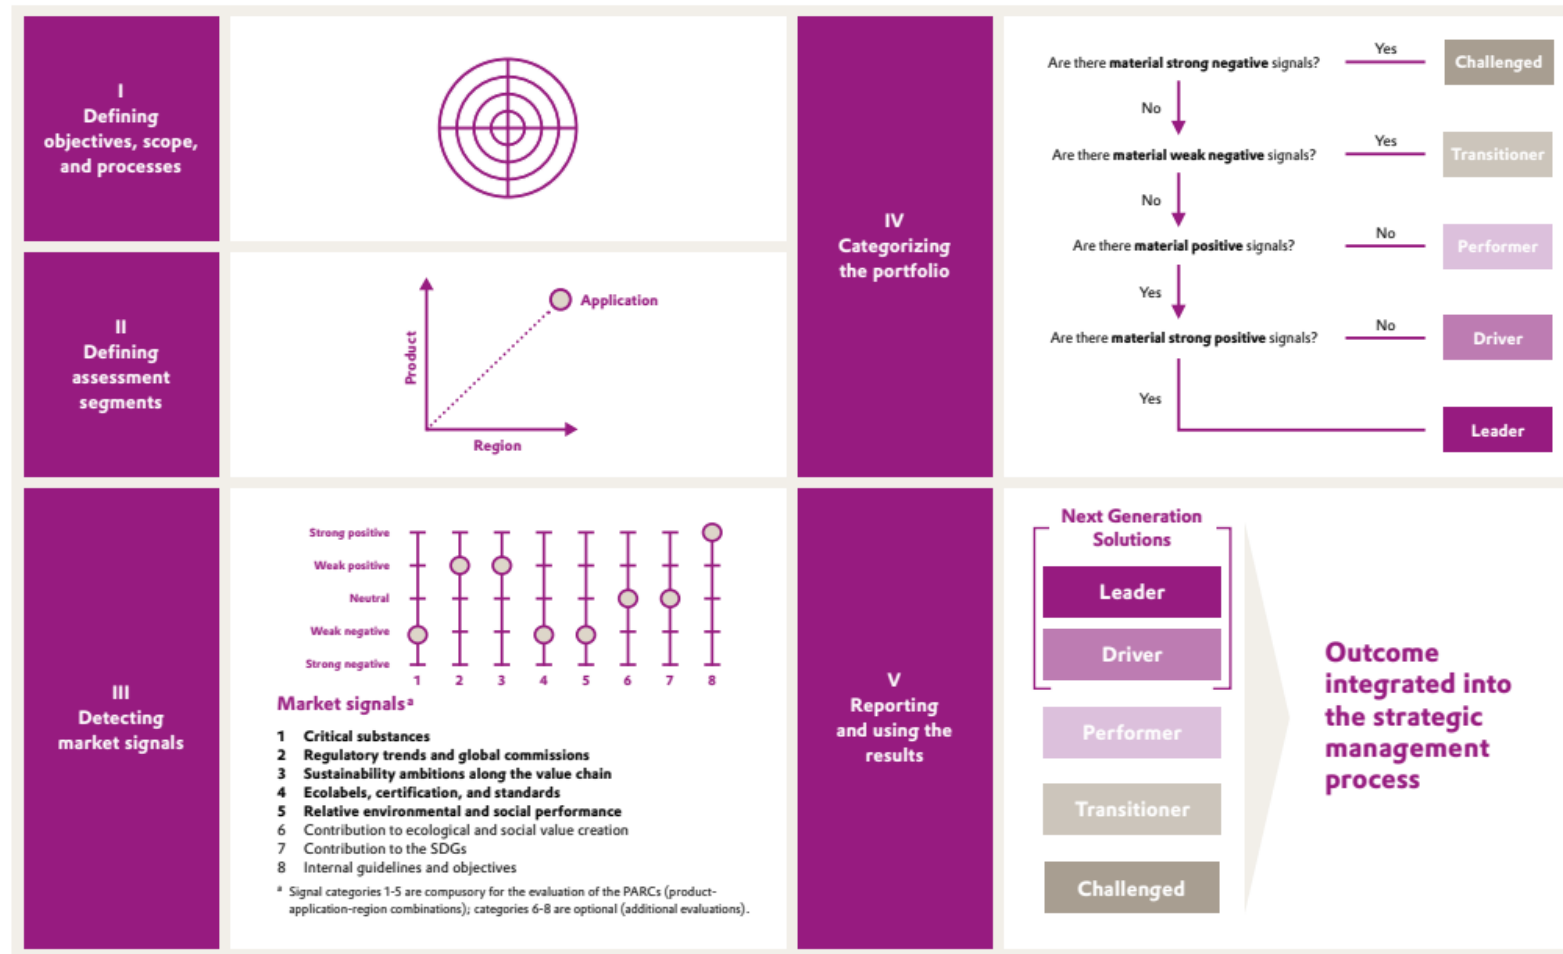 I
Defining
objectives, scope,
and processes
II
Defining
assessment
segments
Product
Application
Region
III
Detecting
market signals
Strong positive
Weak positive
Neutral
Weak negative
Strong negative
1 2 3 4 5 6 7 8
Market signalsᵃ
1 Critical substances
2 Regulatory trends and global commissions
3 Sustainability ambitions along the value chain
4 Ecolabels, certification, and standards
5 Relative environmental and social performance
6 Contribution to ecological and social value creation
7 Contribution to the SDGs
8 Internal guidelines and objectives
ᵃ Signal categories 1-5 are compusory for the evaluation of the PARCs (product-
application-region combinations); categories 6-8 are optional (additional evaluations).
IV
Categorizing
the portfolio
Are there material strong negative signals?
Yes
Challenged
No
Are there material weak negative signals?
Yes
Transitioner
No
Are there material positive signals?
No
Performer
Yes
Are there material strong positive signals?
No
Driver
Yes
Leader
V
Reporting
and using the
results
Next Generation
Solutions
Leader
Driver
Performer
Transitioner
Challenged
Outcome
integrated into
the strategic
management
process